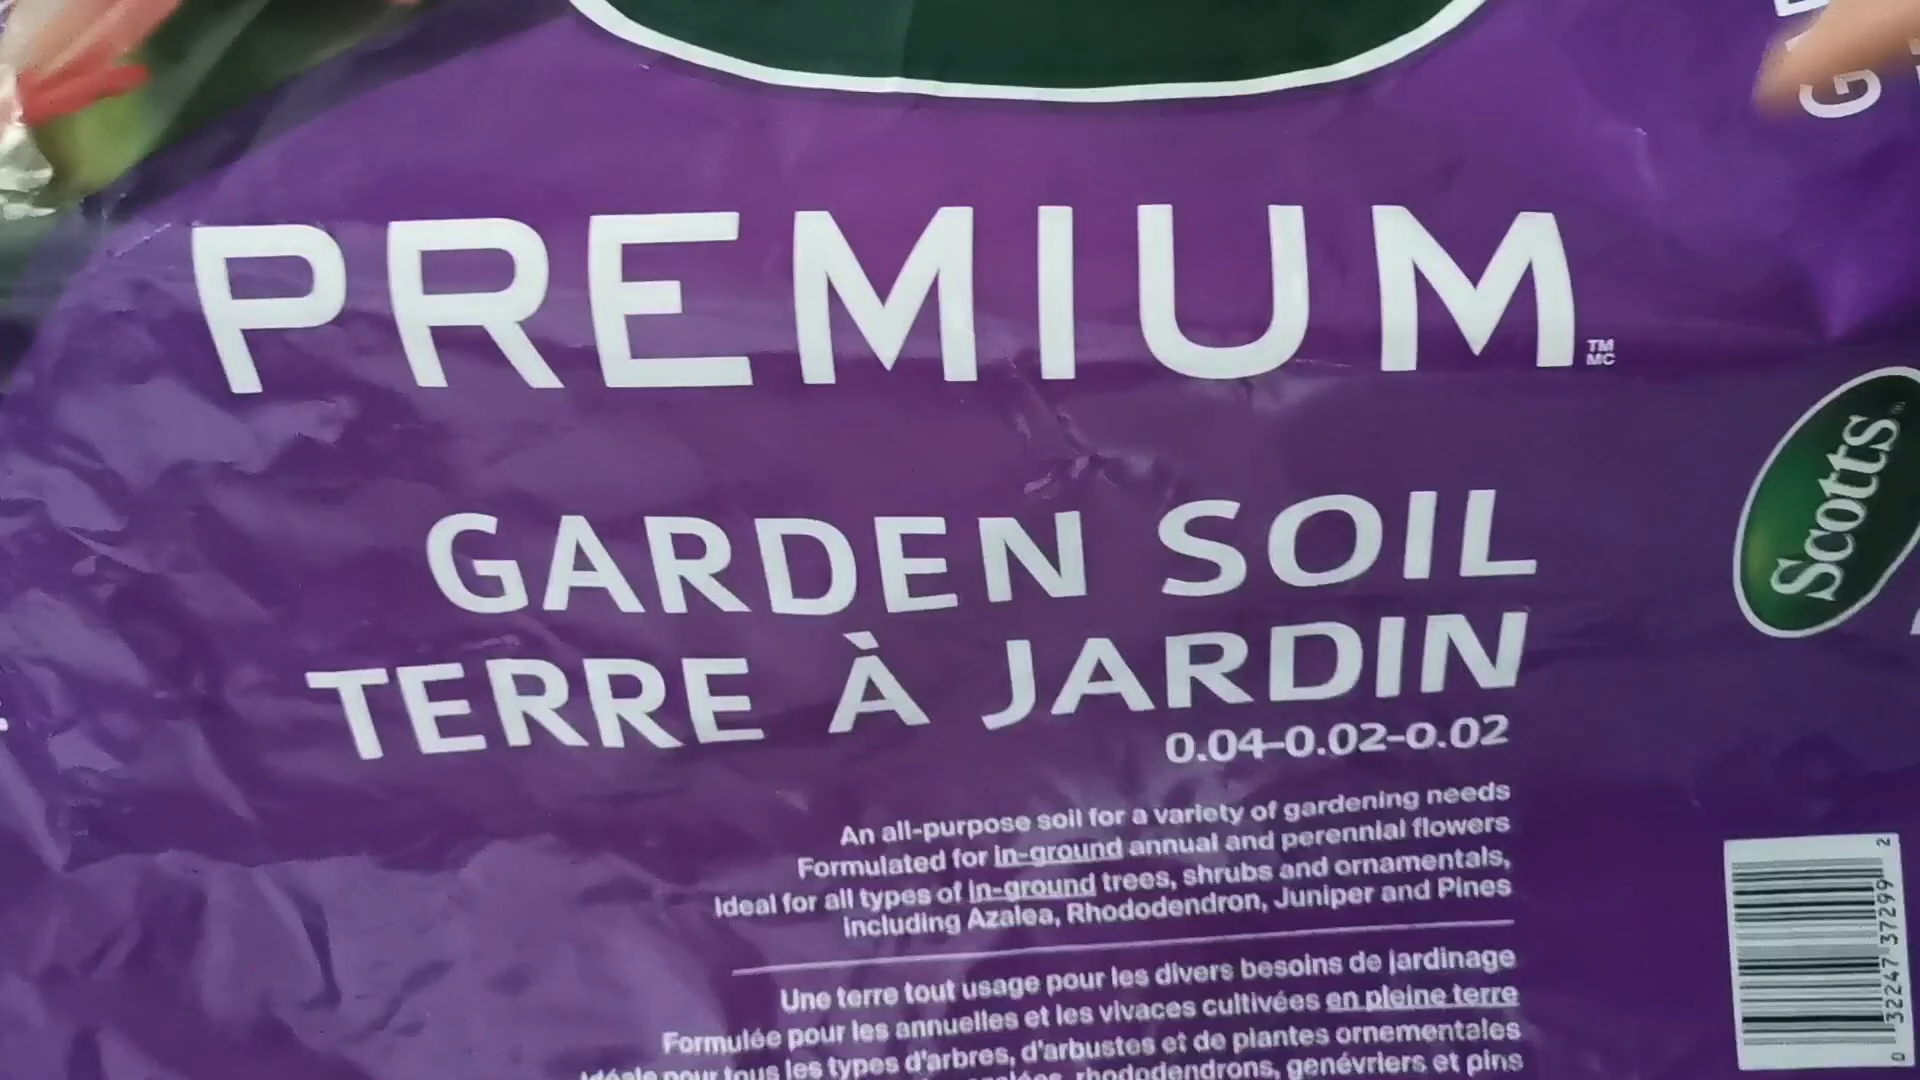 PREMIUM
TM
MC
GARDEN SOIL
TERRE À JARDIN
0.04-0.02-0.02
An all-purpose soil for a variety of gardening needs
Formulated for in-ground annual and perennial flowers
Ideal for all types of in-ground trees, shrubs and ornamentals,
including Azalea, Rhododendron, Juniper and Pines
Une terre tout usage pour les divers besoins de jardinage
Formulée pour les annuelles et les vivaces cultivées en pleine terre
pour tous les types d'arbres, d'arbustes et de plantes ornementales
rhododendrons, genévriers et pins
Scotts
0 32247 37299 2